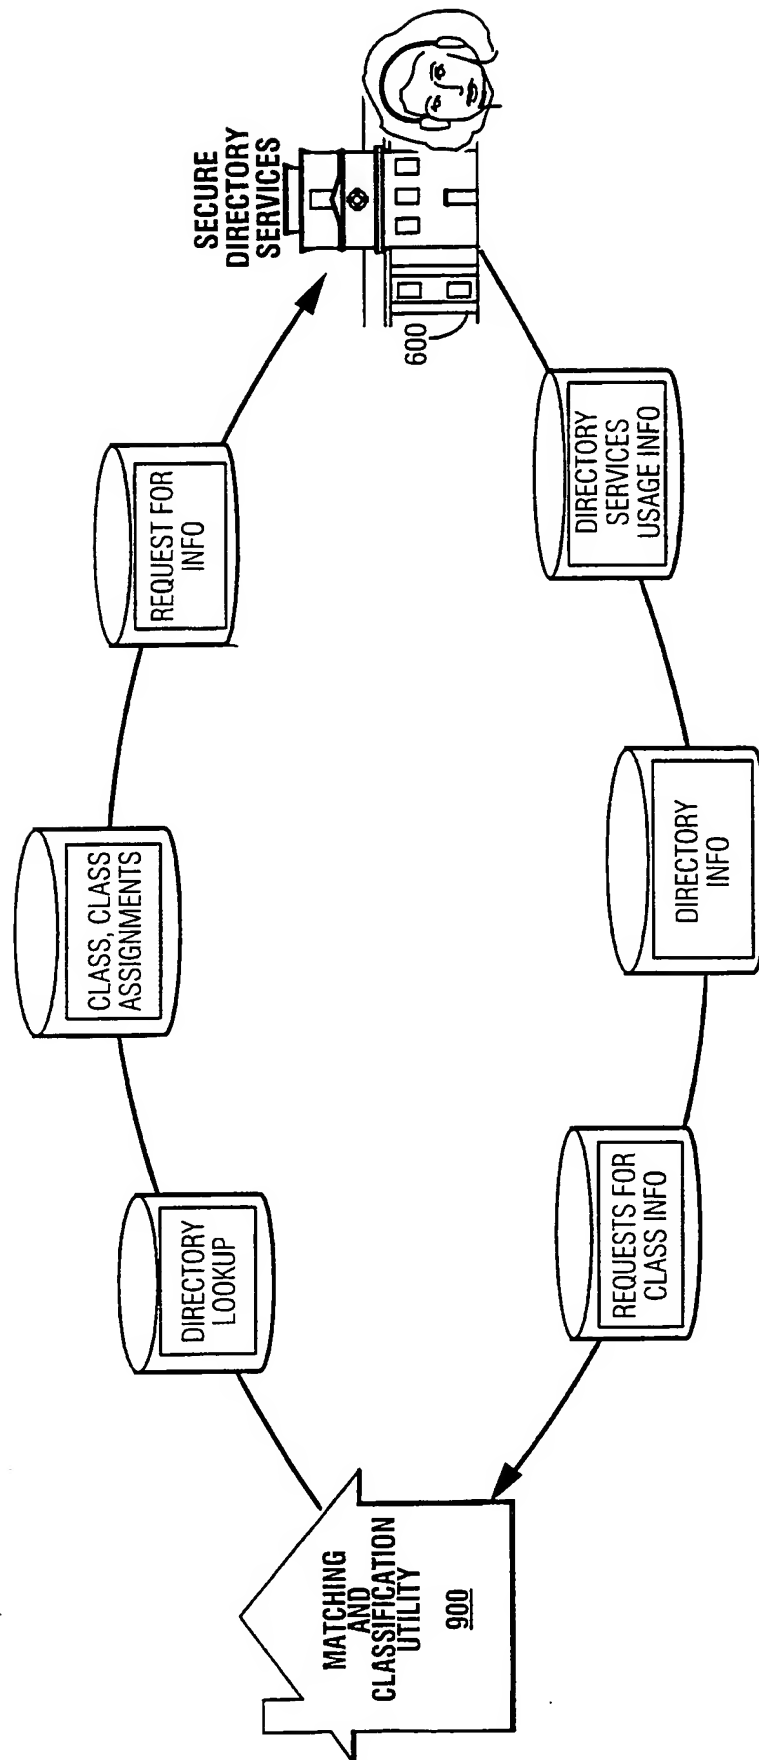 SECURE
DIRECTORY
SERVICES
600
REQUEST FOR
INFO
CLASS, CLASS
ASSIGNMENTS
DIRECTORY
LOOKUP
MATCHING
AND
CLASSIFICATION
UTILITY
900
DIRECTORY
SERVICES
USAGE INFO
DIRECTORY
INFO
REQUESTS FOR
CLASS INFO